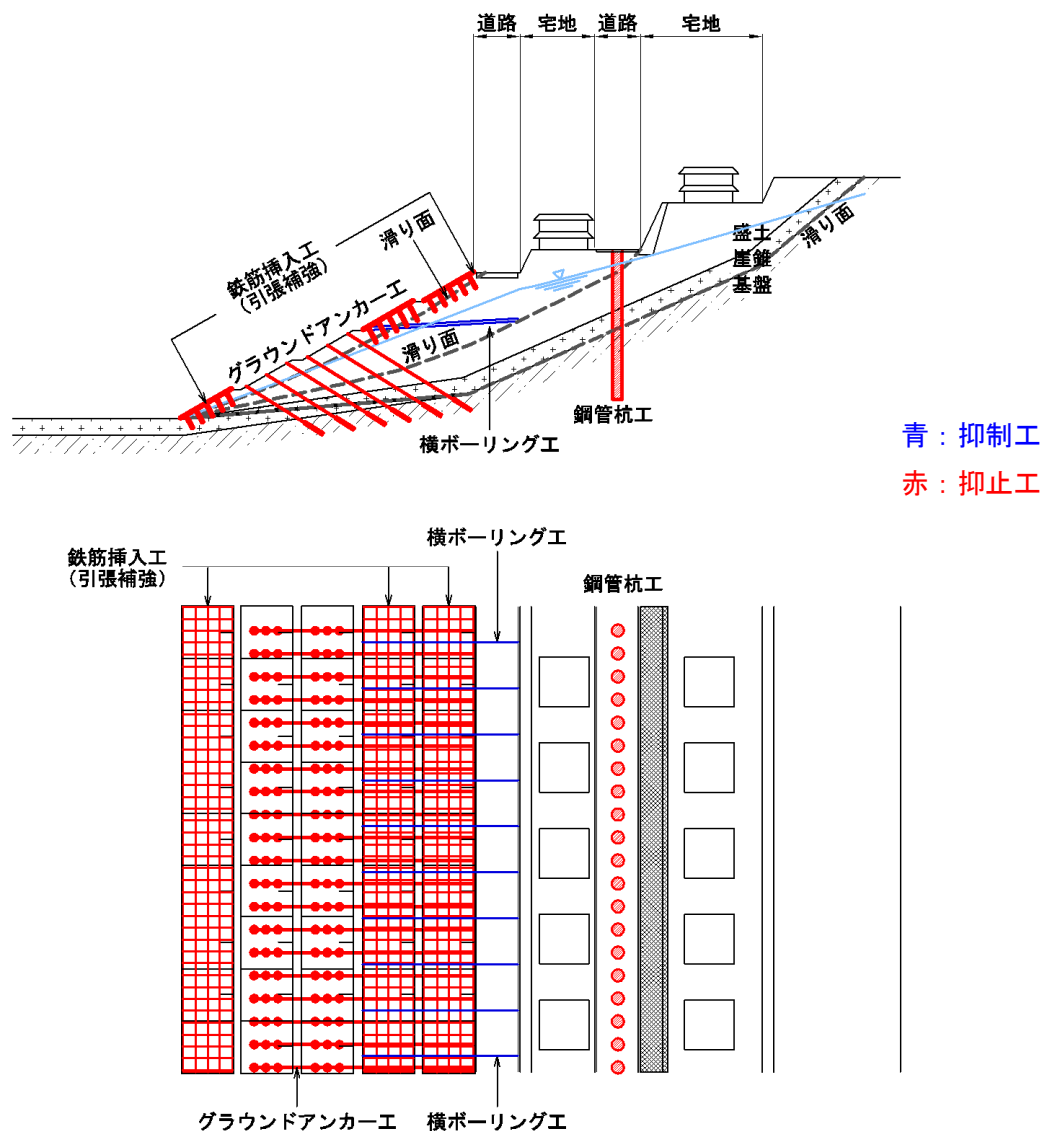 道路
宅地
道路
宅地
滑り面
鉄筋挿入工
(引張補強)
グラウンドアンカー工
滑り面
盛土
崖錐
基盤
滑り面
鋼管杭工
横ボーリング工
青：抑制工
赤：抑止工
横ボーリング工
鉄筋挿入工
(引張補強)
鋼管杭工
グラウンドアンカー工
横ボーリング工